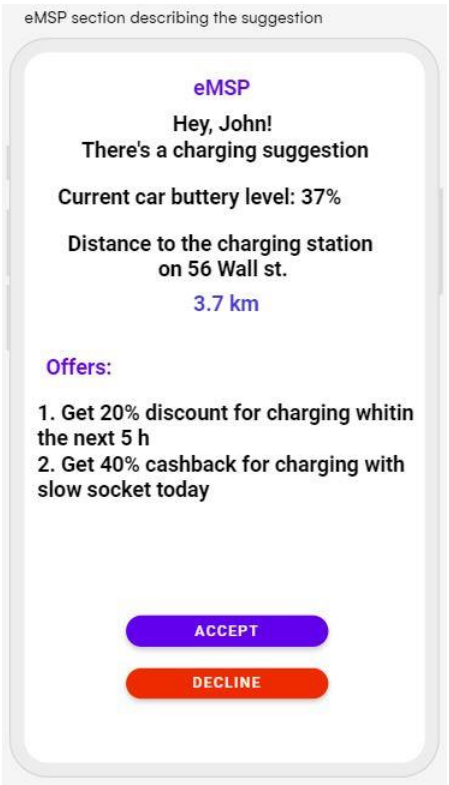 eMSP section describing the suggestion
eMSP
Hey, John!
There's a charging suggestion
Current car buttery level: 37%
Distance to the charging station
on 56 Wall st.
3.7 km
Offers:
1. Get 20% discount for charging whitin
the next 5 h
2. Get 40% cashback for charging with
slow socket today
ACCEPT
DECLINE